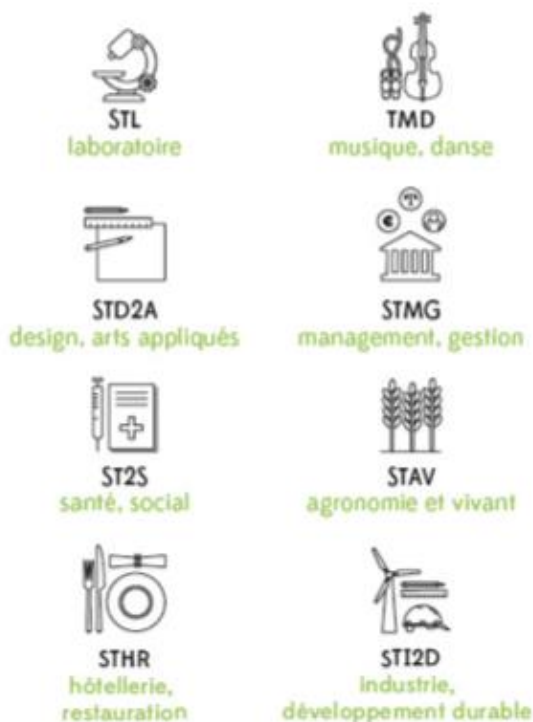 STL
laboratoire
TMD
musique, danse
STD2A
design, arts appliqués
STMG
management, gestion
ST2S
santé, social
STAV
agronomie et vivant
STHR
hôtellerie,
restauration
STI2D
industrie,
développement durable